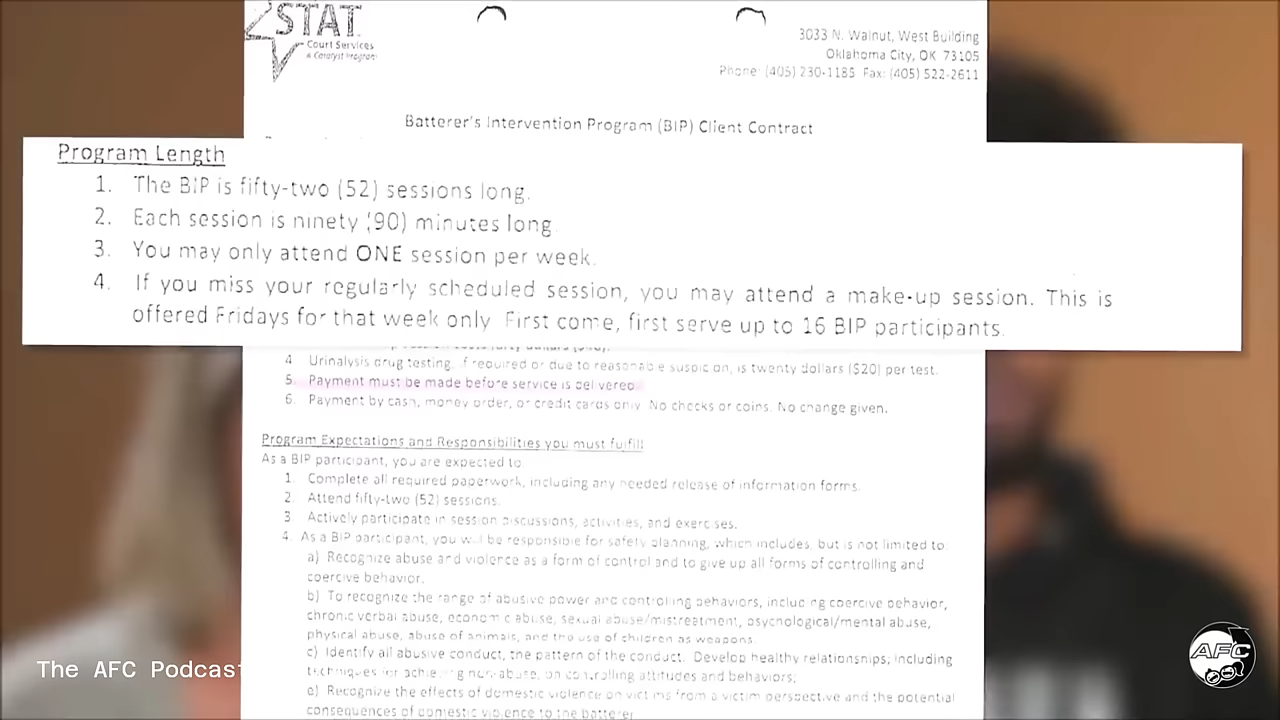 STAT
Court Services
& Catalyst Program
3033 N. Walnut, West Building
Oklahoma City, OK 73105
Phone: (405) 230-1185 Fax: (405) 522-2611
Batterer's Intervention Program (BIP) Client Contract
Program Length
1. The BIP is fifty-two (52) sessions long.
2. Each session is ninety (90) minutes long.
3. You may only attend ONE session per week.
4. If you miss your regularly scheduled session, you may attend a make-up session. This is
offered Fridays for that week only. First come, first serve up to 16 BIP participants.
4. Urinalysis drug testing, if required or due to reasonable suspicion, is twenty dollars ($20) per test.
5. Payment must be made before service is delivered.
6. Payment by cash, money order, or credit cards only. No checks or coins. No change given.
Program Expectations and Responsibilities you must fulfill
As a BIP participant, you are expected to:
1. Complete all required paperwork, including any needed release of information forms.
2. Attend fifty-two (52) sessions.
3. Actively participate in session discussions, activities, and exercises.
4. As a BIP participant, you will be responsible for safety planning, which includes, but is not limited to:
a) Recognize abuse and violence as a form of control and to give up all forms of controlling and
coercive behavior.
b) To recognize the range of abusive power and controlling behaviors, including coercive behavior,
chronic verbal abuse, economic abuse, sexual abuse/mistreatment, psychological/mental abuse,
physical abuse, abuse of animals, and the use of children as weapons.
c) Identify all abusive conduct, the pattern of the conduct. Develop healthy relationships; including
techniques for achieving non-abuse, on controlling attitudes and behaviors;
e) Recognize the effects of domestic violence on victims from a victim perspective and the potential
consequences of domestic violence to the batterer
The AFC Podcast
AFC